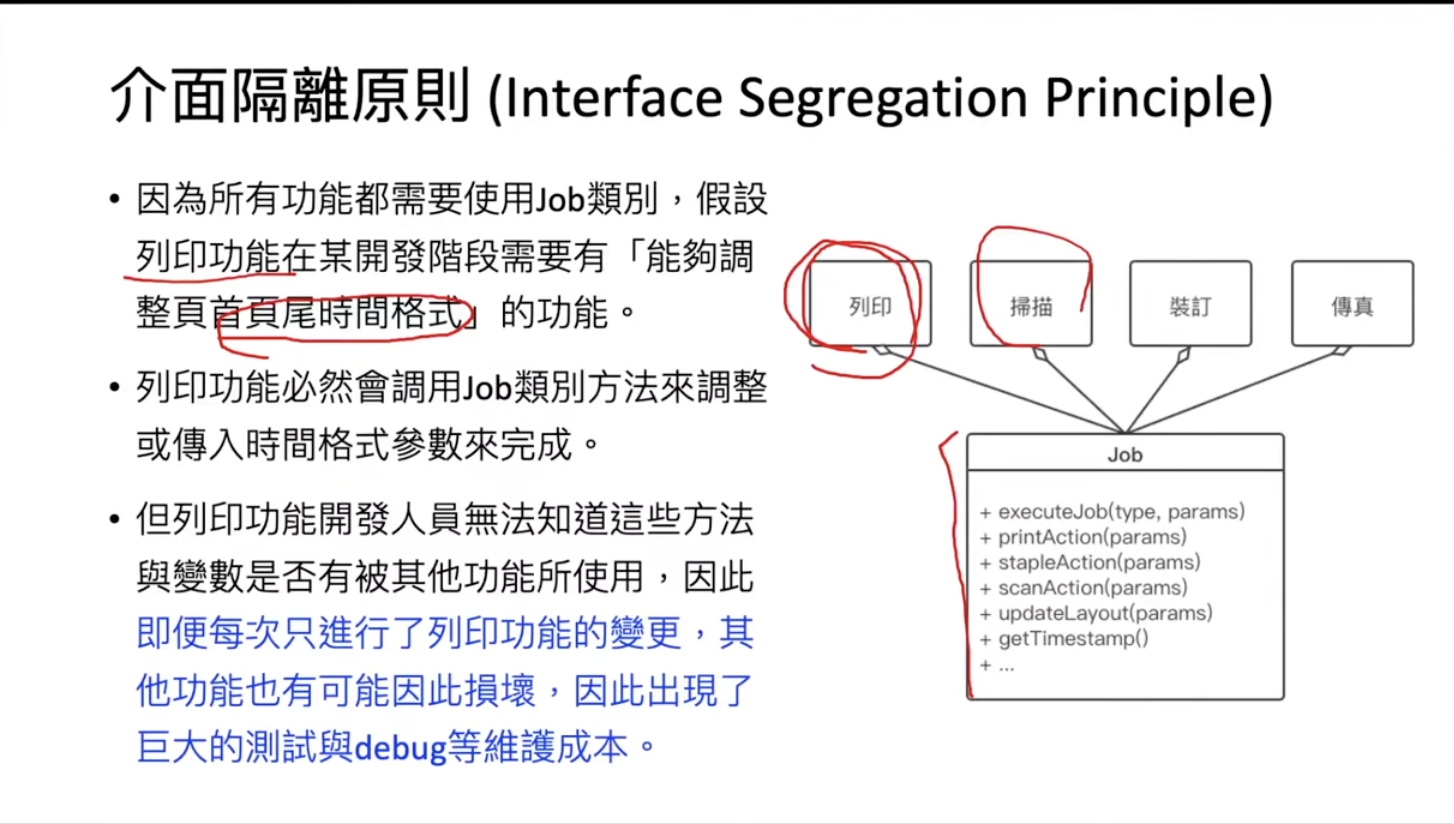 介面隔離原則 (Interface Segregation Principle)
• 因為所有功能都需要使用Job類別，假設
列印功能在某開發階段需要有「能夠調
整頁首頁尾時間格式」的功能。
• 列印功能必然會調用Job類別方法來調整
或傳入時間格式參數來完成。
• 但列印功能開發人員無法知道這些方法
與變數是否有被其他功能所使用，因此
即便每次只進行了列印功能的變更，其
他功能也有可能因此損壞，因此出現了
巨大的測試與debug等維護成本。
列印
掃描
裝訂
傳真
Job
+ executeJob(type, params)
+ printAction(params)
+ stapleAction(params)
+ scanAction(params)
+ updateLayout(params)
+ getTimestamp()
+ ...